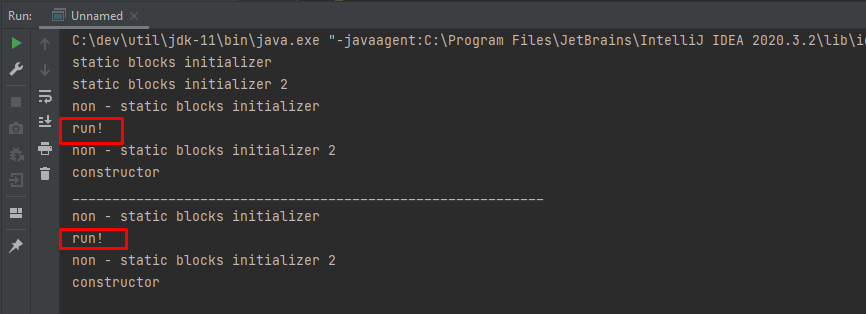 Run: Unnamed
C:\dev\util\jdk-11\bin\java.exe "-javaagent:C:\Program Files\JetBrains\IntelliJ IDEA 2020.3.2\lib\id
static blocks initializer
static blocks initializer 2
non - static blocks initializer
run!
non - static blocks initializer 2
constructor
___________________________________________________________
non - static blocks initializer
run!
non - static blocks initializer 2
constructor